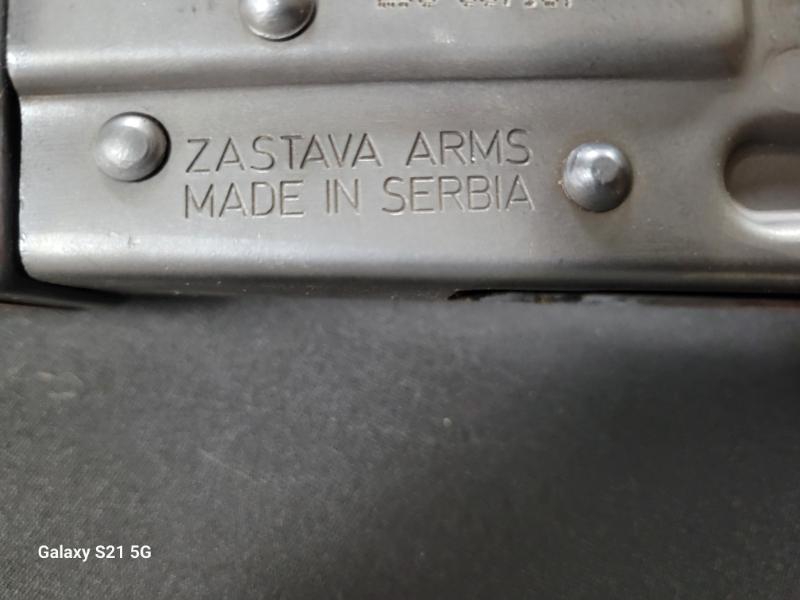 ZASTAVA ARMS
MADE IN SERBIA
Galaxy S21 5G